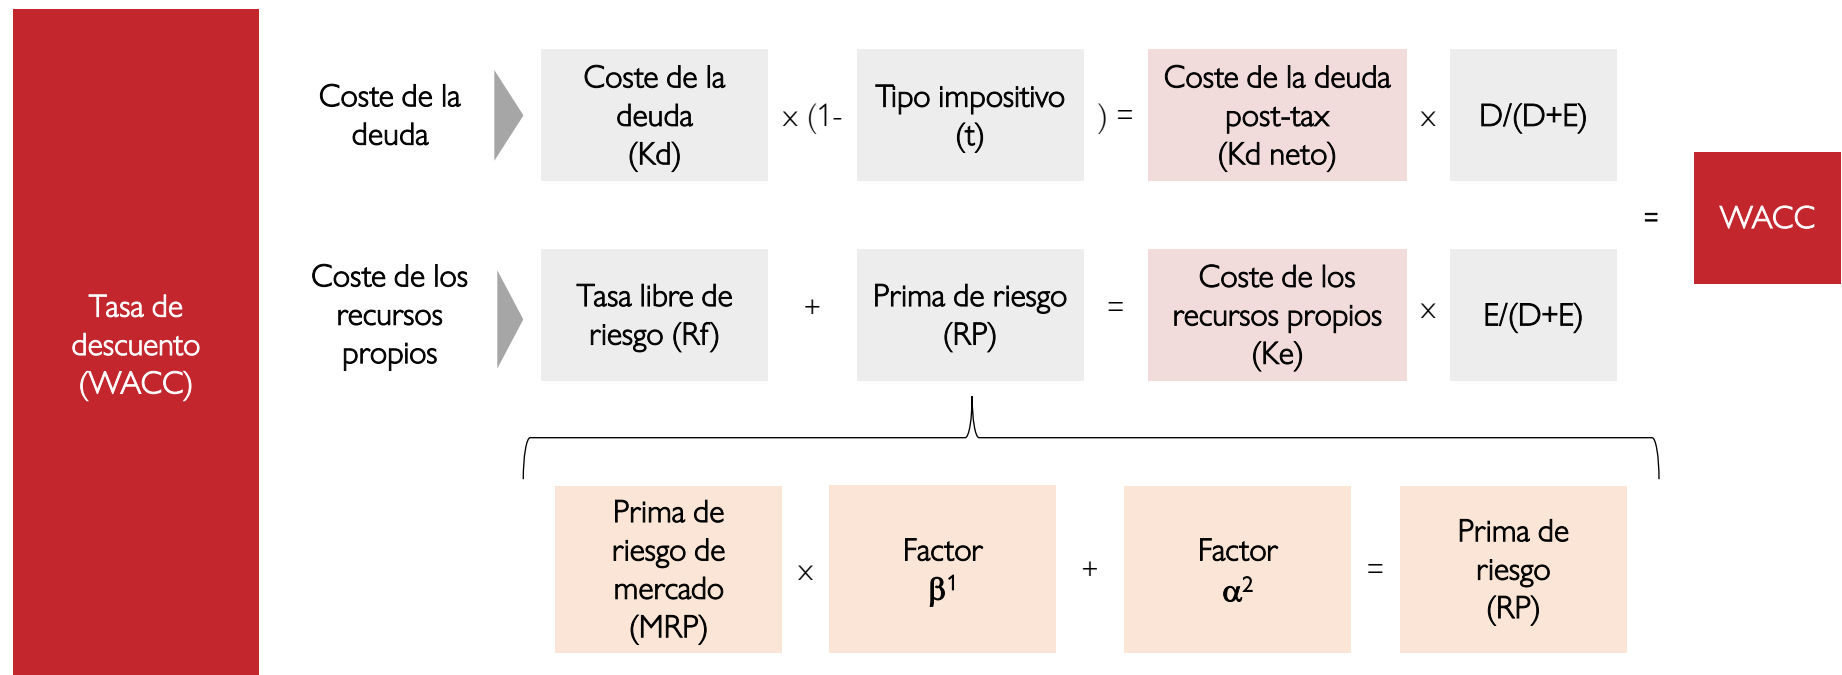 Tasa de
descuento
(WACC)
Coste de la
deuda
Coste de la
deuda
(Kd)
x (1-
Tipo impositivo
(t)
) =
Coste de la deuda
post-tax
(Kd neto)
x
D/(D+E)
Coste de los
recursos
propios
Tasa libre de
riesgo (Rf)
+
Prima de riesgo
(RP)
=
Coste de los
recursos propios
(Ke)
x
E/(D+E)
=
WACC
Prima de
riesgo de
mercado
(MRP)
x
Factor
β¹
+
Factor
α²
=
Prima de
riesgo
(RP)